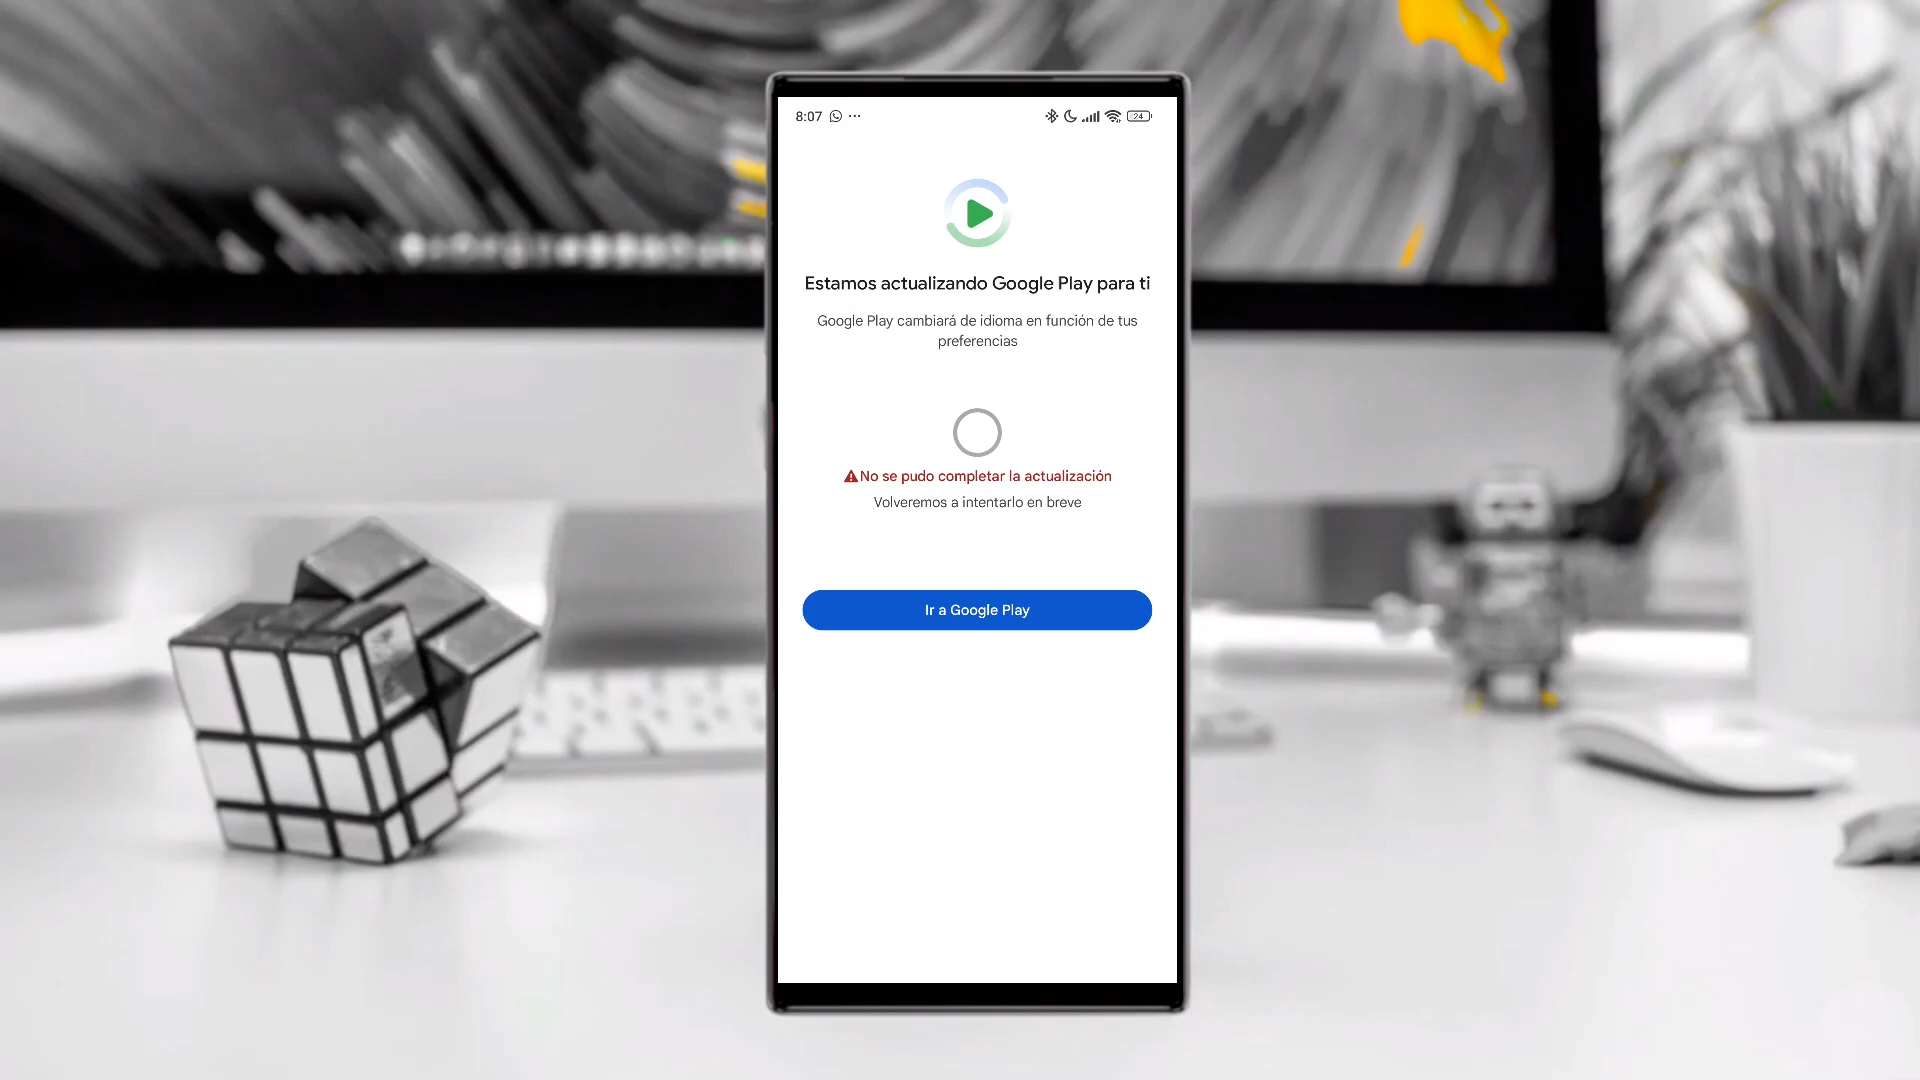 8:07
24
Estamos actualizando Google Play para ti
Google Play cambiará de idioma en función de tus
preferencias
No se pudo completar la actualización
Volveremos a intentarlo en breve
Ir a Google Play